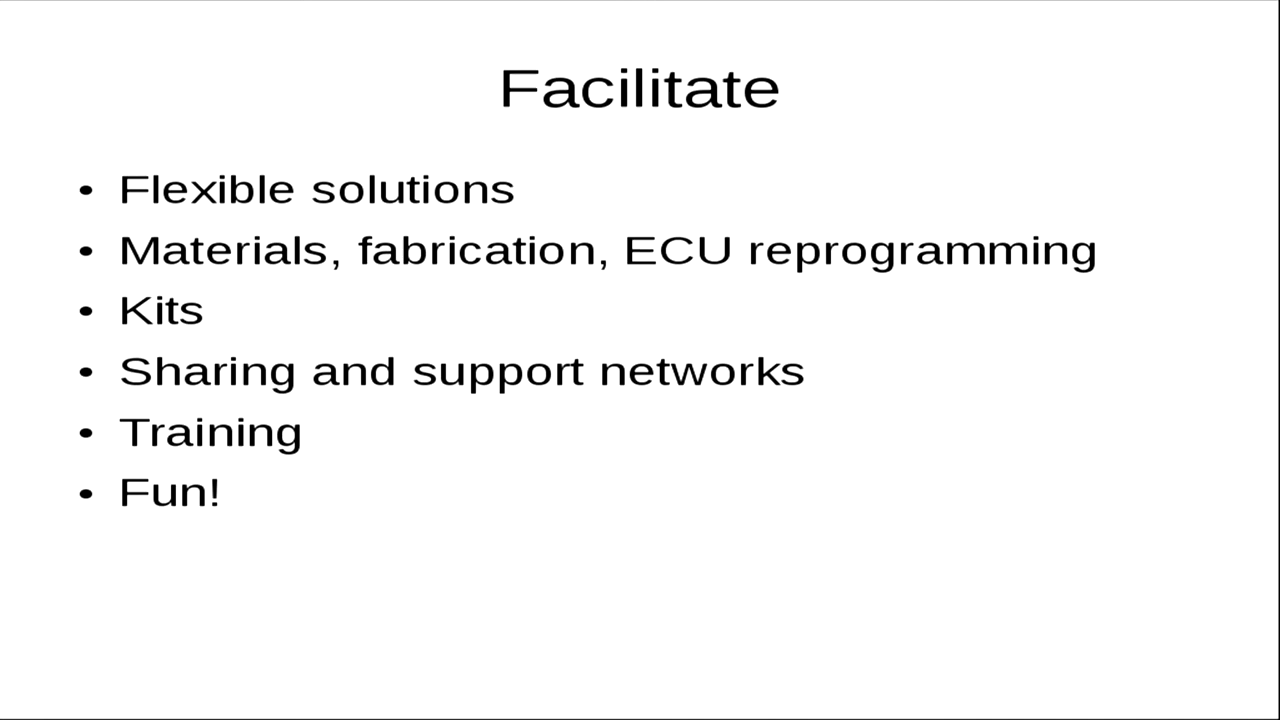 Facilitate
• Flexible solutions
• Materials, fabrication, ECU reprogramming
• Kits
• Sharing and support networks
• Training
• Fun!